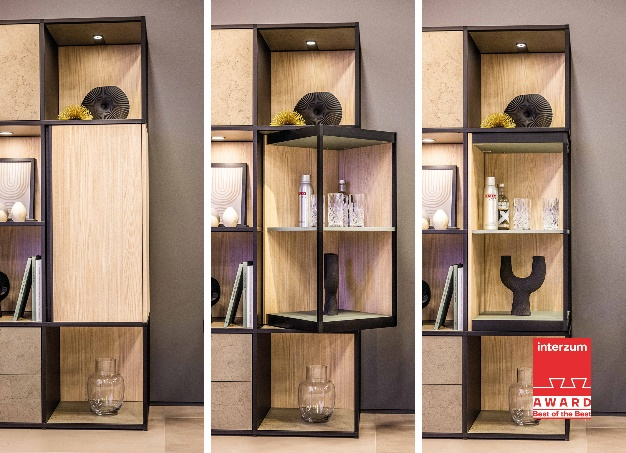 interzum
AWARD
Best of the Best